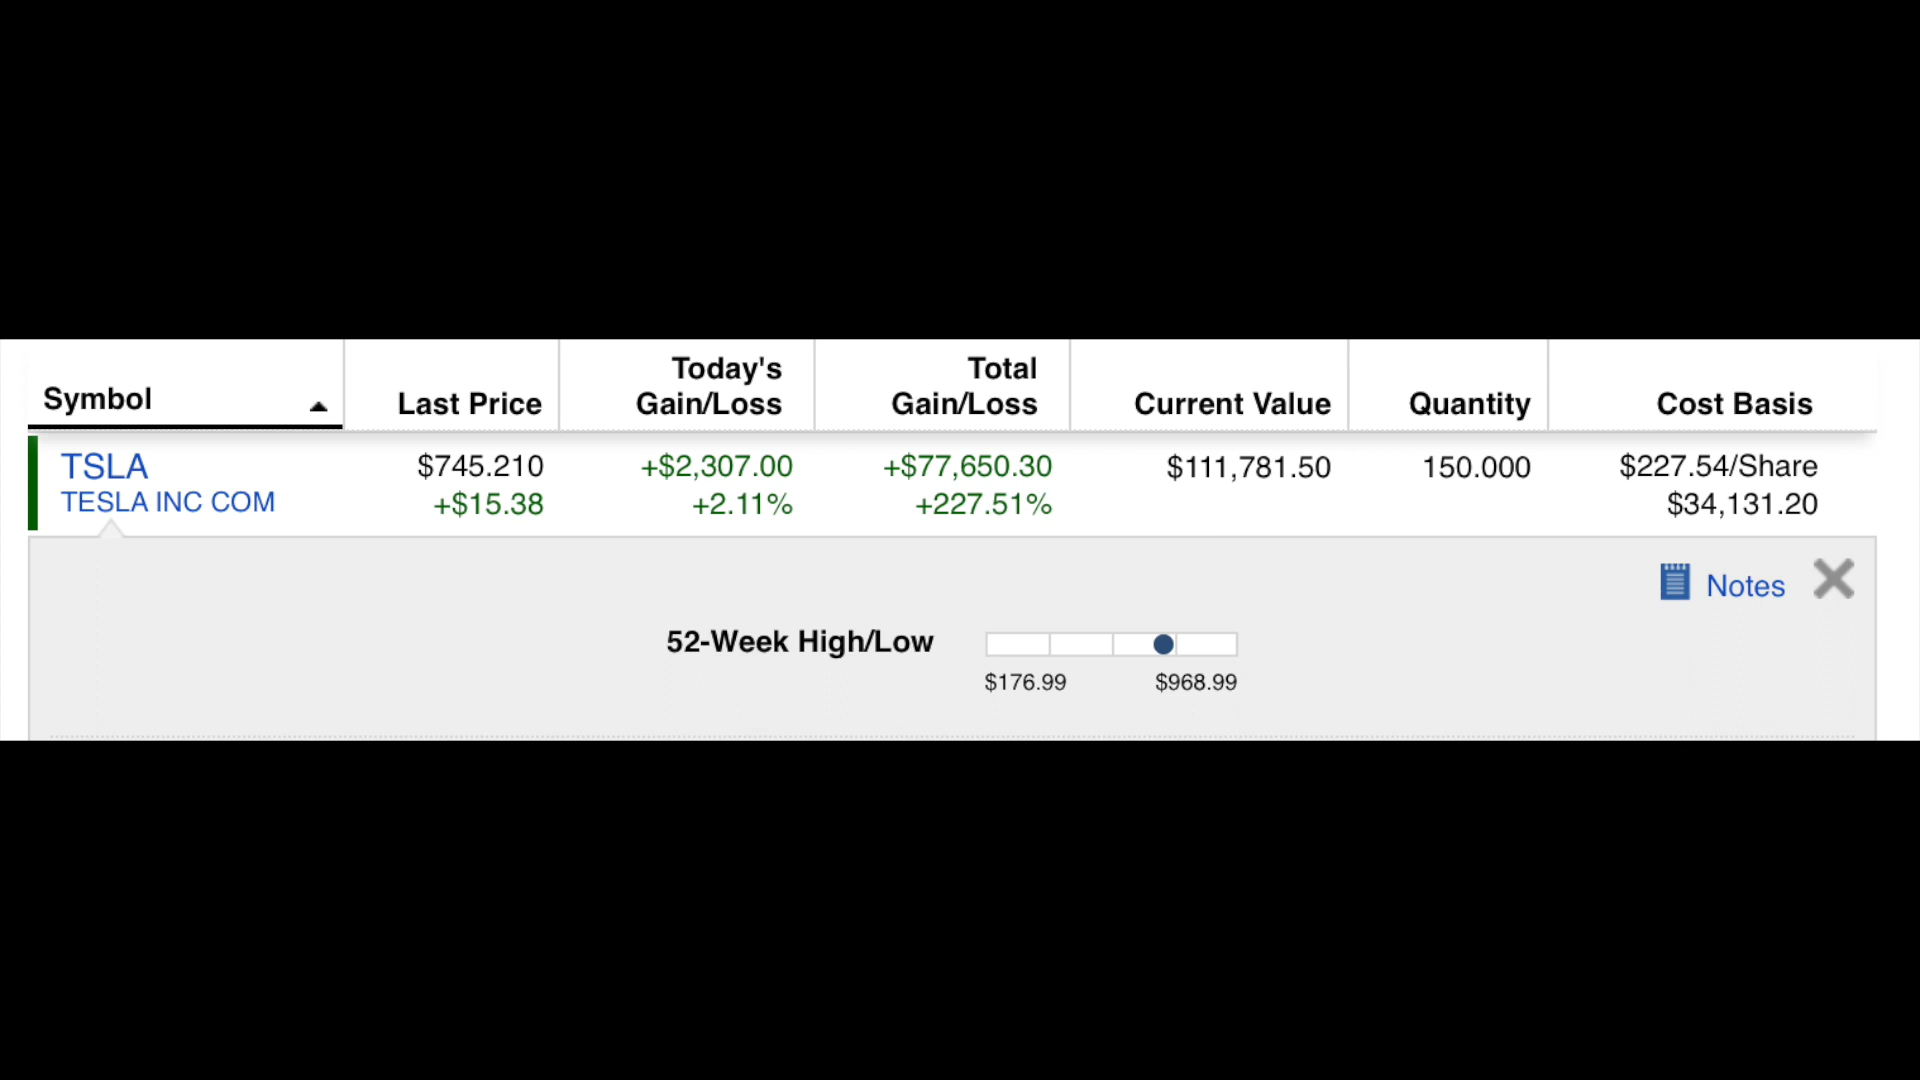 Symbol
Last Price
Today's
Gain/Loss
Total
Gain/Loss
Current Value
Quantity
Cost Basis
TSLA
TESLA INC COM
$745.210
+$15.38
+$2,307.00
+2.11%
+$77,650.30
+227.51%
$111,781.50
150.000
$227.54/Share
$34,131.20
Notes
52-Week High/Low
$176.99
$968.99